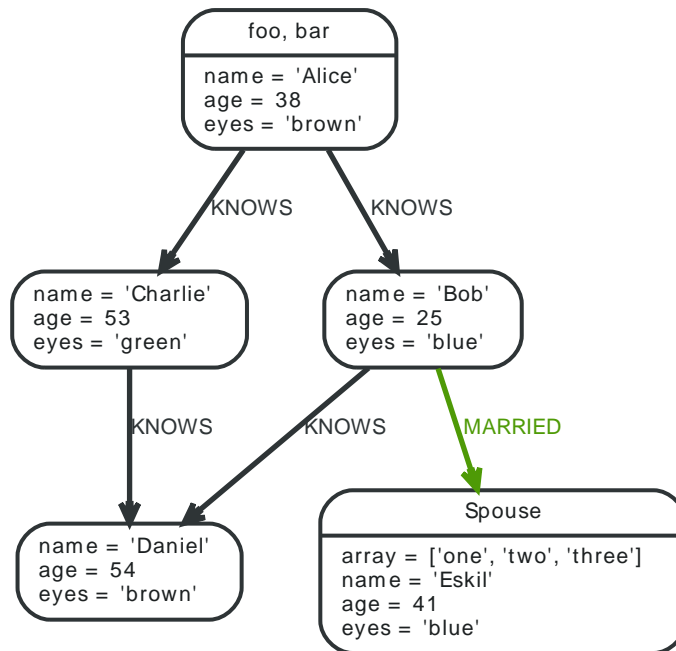 foo, bar
name = 'Alice'
age = 38
eyes = 'brown'
KNOWS
KNOWS
name = 'Charlie'
age = 53
eyes = 'green'
name = 'Bob'
age = 25
eyes = 'blue'
KNOWS
KNOWS
MARRIED
name = 'Daniel'
age = 54
eyes = 'brown'
Spouse
array = ['one', 'two', 'three']
name = 'Eskil'
age = 41
eyes = 'blue'